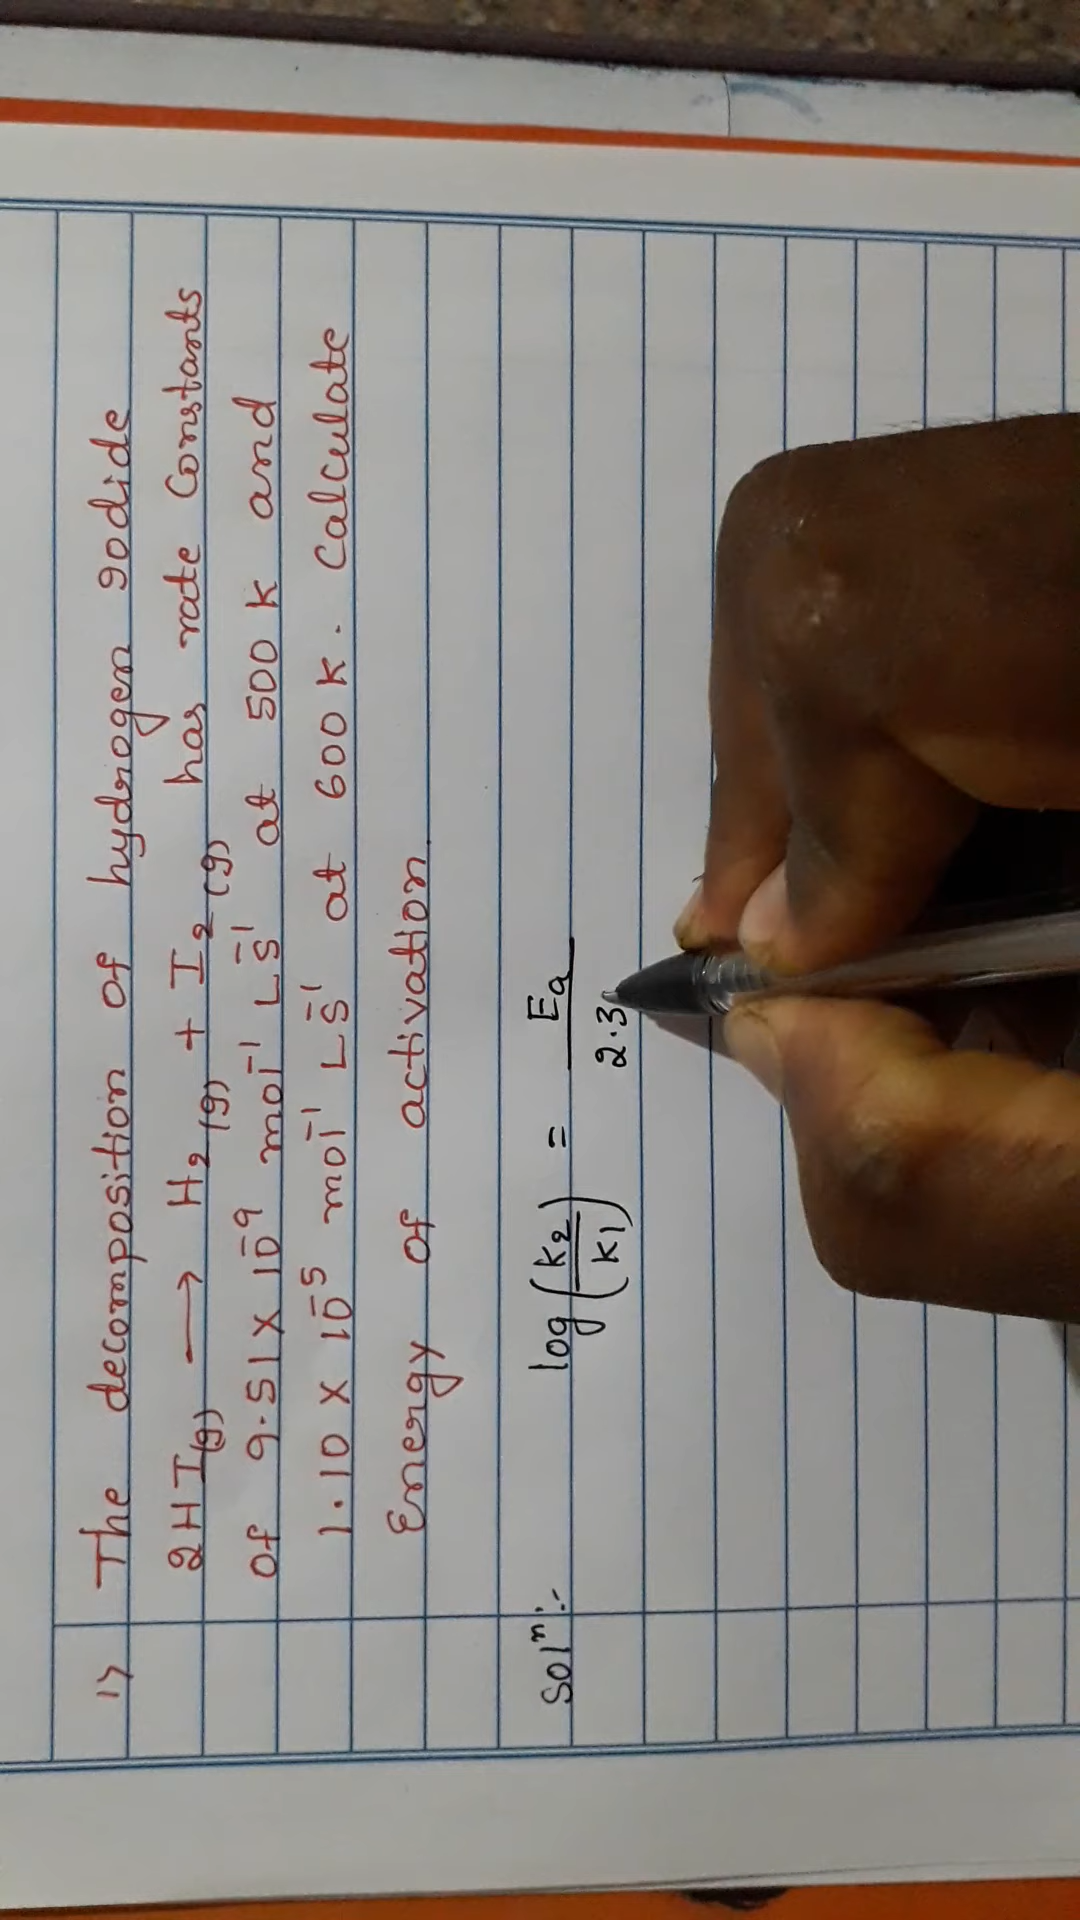 1> The decomposition of hydrogen Iodide
2HI(g) → H₂(g) + I₂(g) has rate constants
of 9.51 x 10⁻⁹ mol⁻¹ L s⁻¹ at 500 K and
1.10 x 10⁻⁵ mol⁻¹ L s⁻¹ at 600 K. Calculate
Energy of activation.
Solⁿ:- log(K₂/K₁) = Ea/2.3